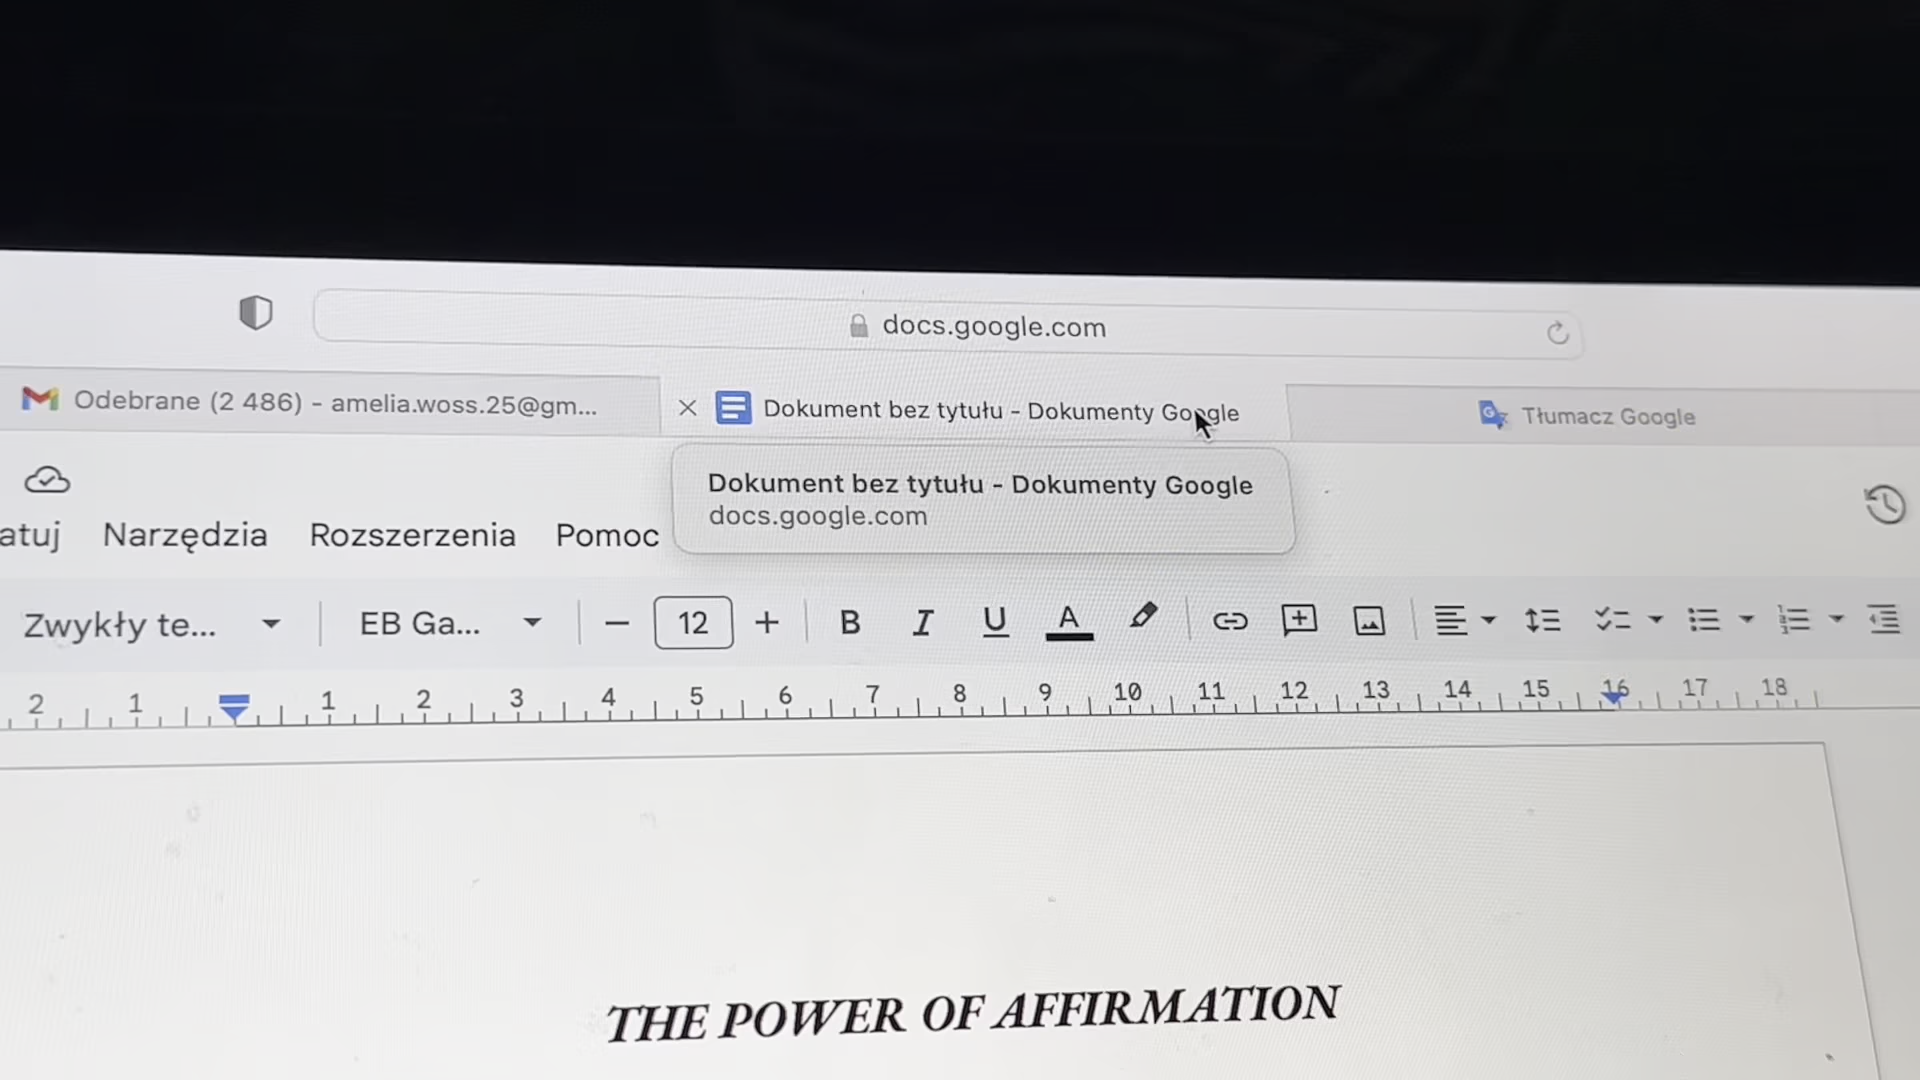 docs.google.com
Odebrane (2 486) - amelia.woss.25@gm...
Dokument bez tytułu - Dokumenty Google
Tłumacz Google
Dokument bez tytułu - Dokumenty Google
docs.google.com
atuj Narzędzia Rozszerzenia Pomoc
Zwykły te... EB Ga... − 12 + B I U A
2 1 1 2 3 4 5 6 7 8 9 10 11 12 13 14 15 16 17 18
THE POWER OF AFFIRMATION